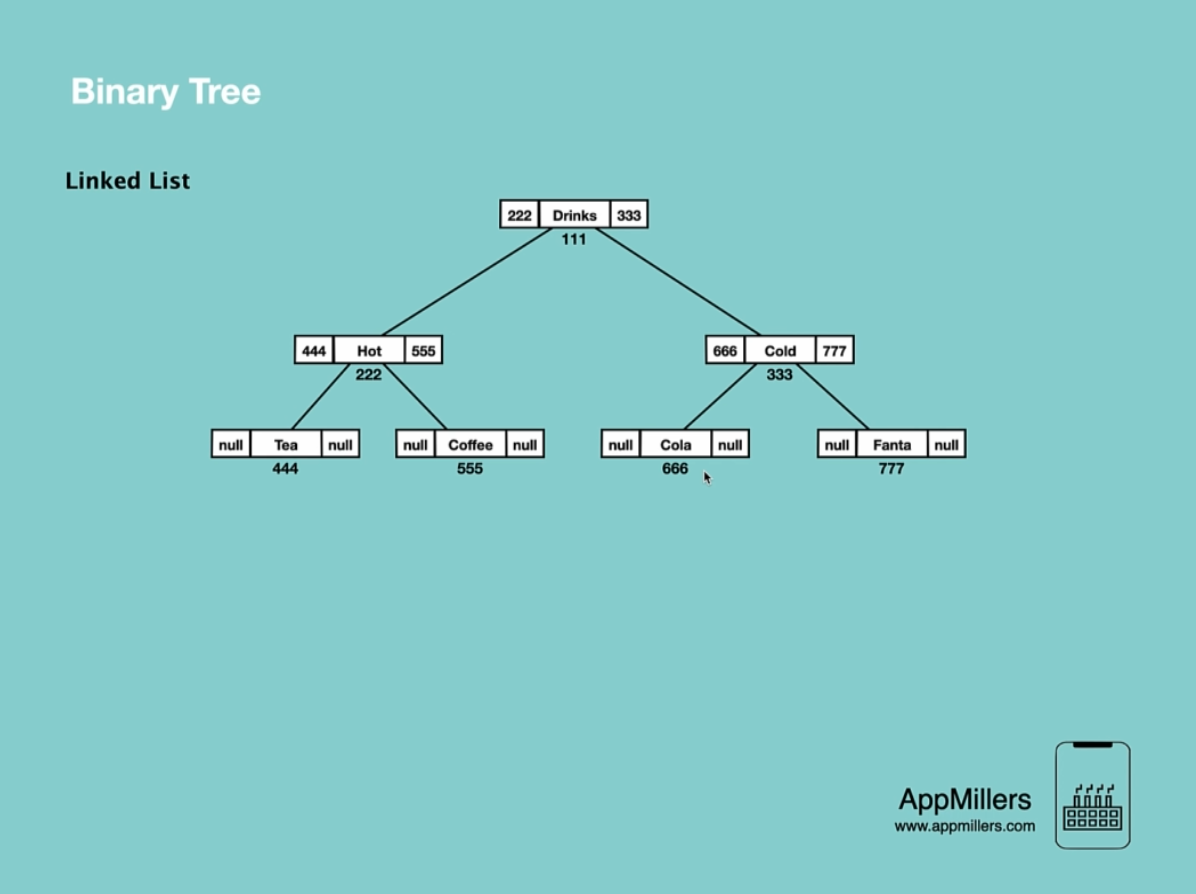 Binary Tree
Linked List
222 Drinks 333
111
444 Hot 555
222
666 Cold 777
333
null Tea null
444
null Coffee null
555
null Cola null
666
null Fanta null
777
AppMillers
www.appmillers.com